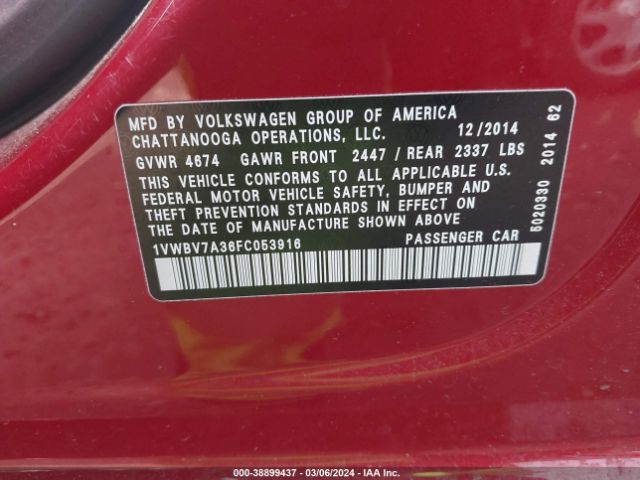 MFD BY VOLKSWAGEN GROUP OF AMERICA
CHATTANOOGA OPERATIONS, LLC. 12/2014
GVWR 4674 GAWR FRONT 2447 / REAR 2337 LBS
THIS VEHICLE CONFORMS TO ALL APPLICABLE U.S.
FEDERAL MOTOR VEHICLE SAFETY, BUMPER AND
THEFT PREVENTION STANDARDS IN EFFECT ON
THE DATE OF MANUFACTURE SHOWN ABOVE
1VWBV7A36FC053916 PASSENGER CAR
5020330 2014 62
000-38899437 - 03/06/2024 - IAAI.COM